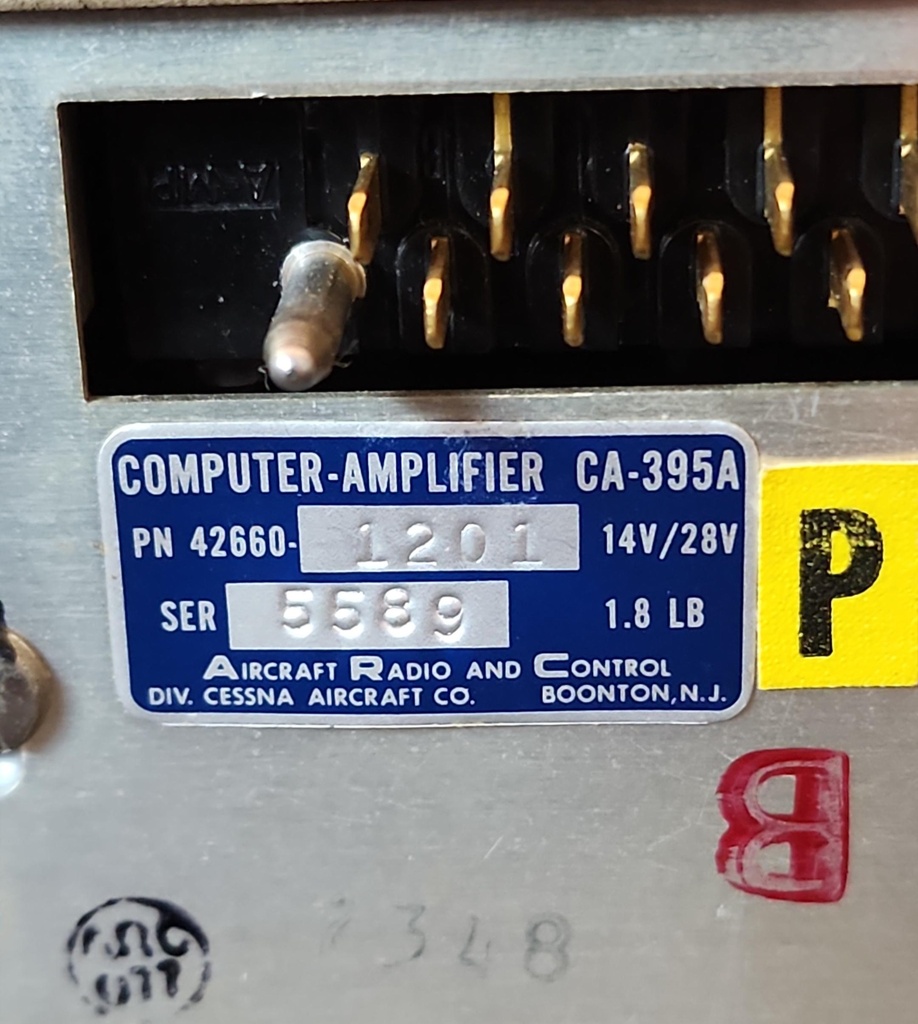 AMP
COMPUTER-AMPLIFIER CA-395A
PN 42660- 1201 14V/28V
SER 5589 1.8 LB
AIRCRAFT RADIO AND CONTROL
DIV. CESSNA AIRCRAFT CO. BOONTON, N.J.
P
B
348